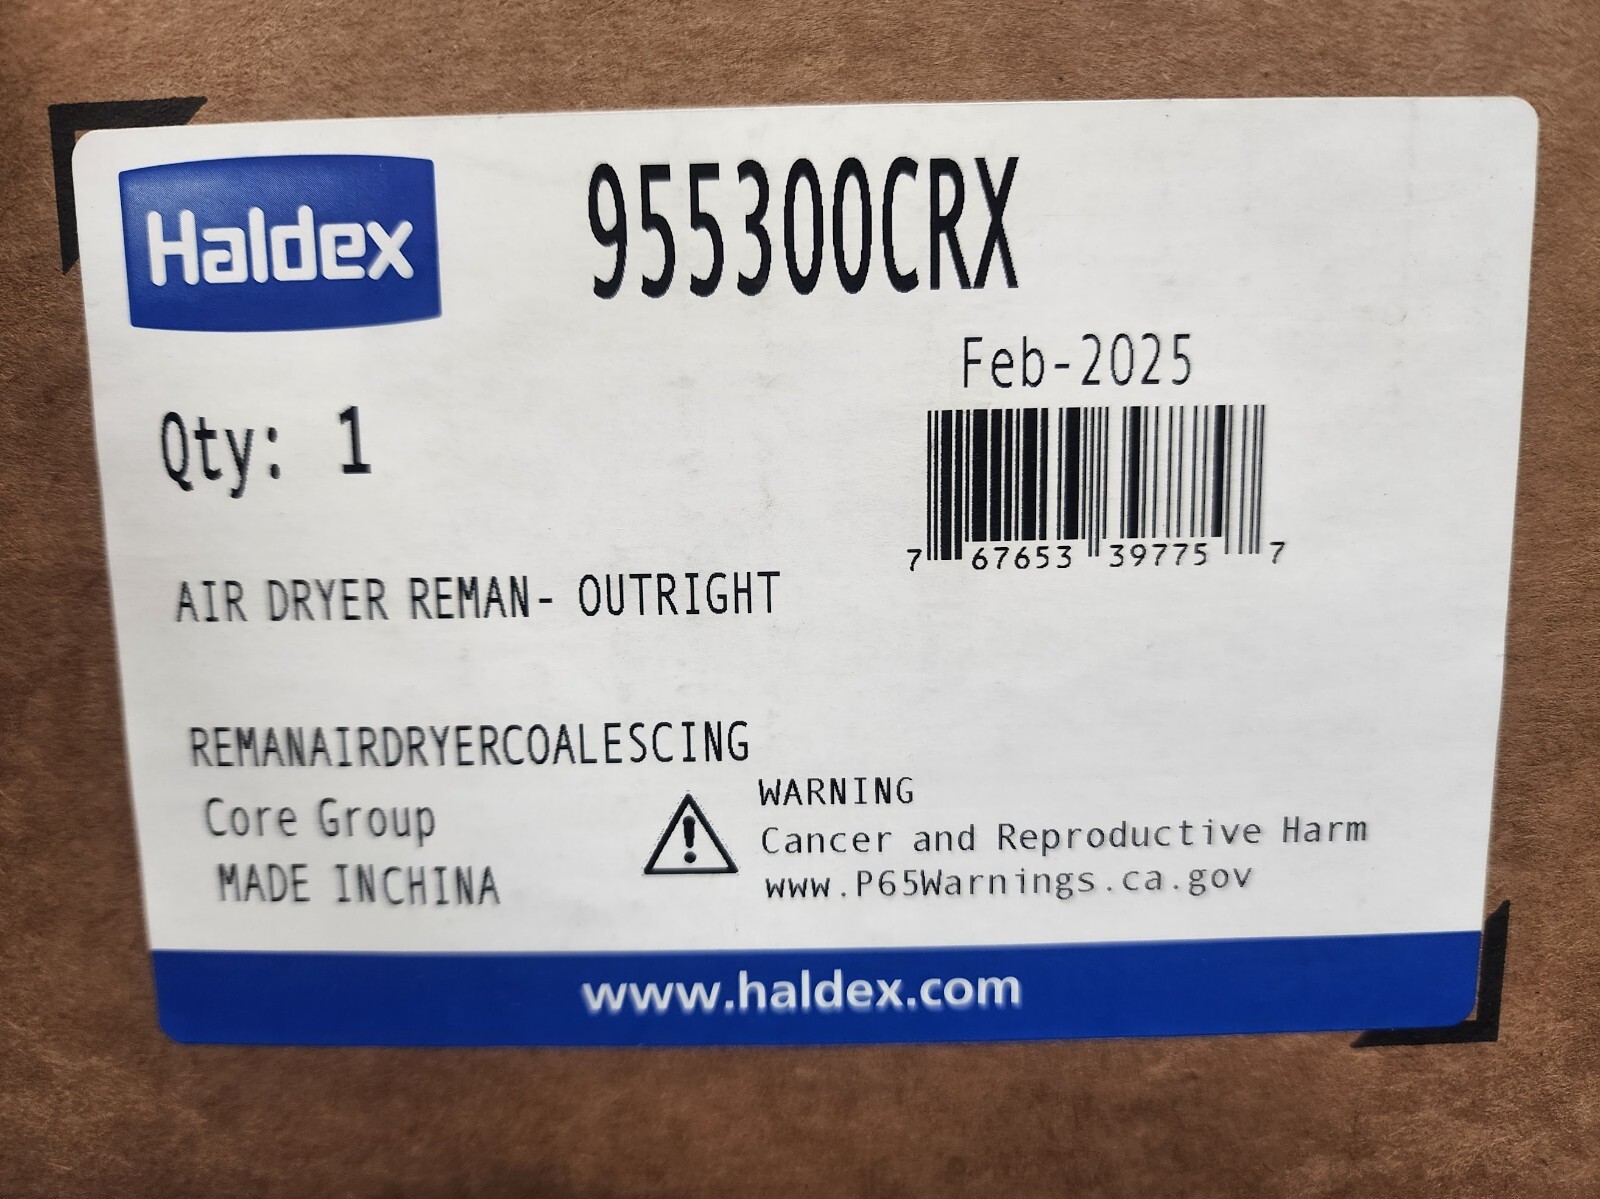 Haldex
955300CRX
Feb-2025
Qty: 1
7 67653 39775 7
AIR DRYER REMAN- OUTRIGHT
REMANAIRDRYERCOALESCING
Core Group
MADE INCHINA
WARNING
Cancer and Reproductive Harm
www.P65Warnings.ca.gov
www.haldex.com